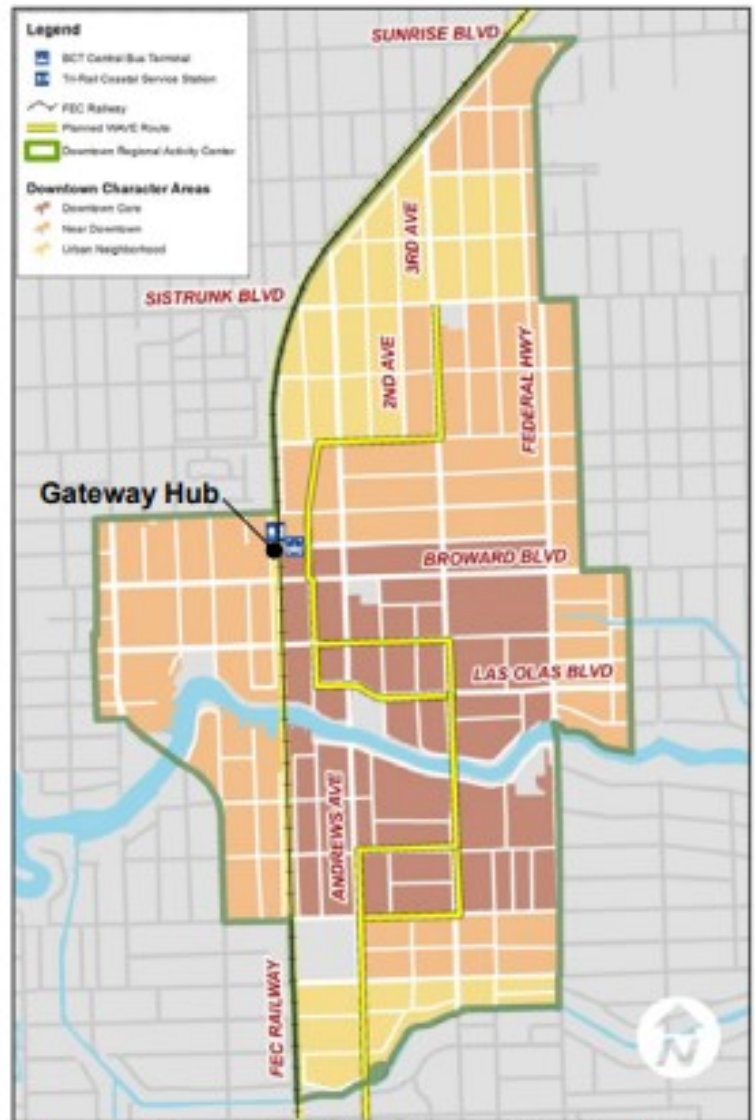 Legend
BCT Central Bus Terminal
Tri-Rail Coastal Service Station
FEC Railway
Planned WAVE Route
Downtown Regional Activity Center
Downtown Character Areas
Downtown Core
Near Downtown
Urban Neighborhood
SUNRISE BLVD
3RD AVE
SISTRUNK BLVD
2ND AVE
FEDERAL HWY
Gateway Hub
BROWARD BLVD
LAS OLAS BLVD
ANDREWS AVE
FEC RAILWAY
N